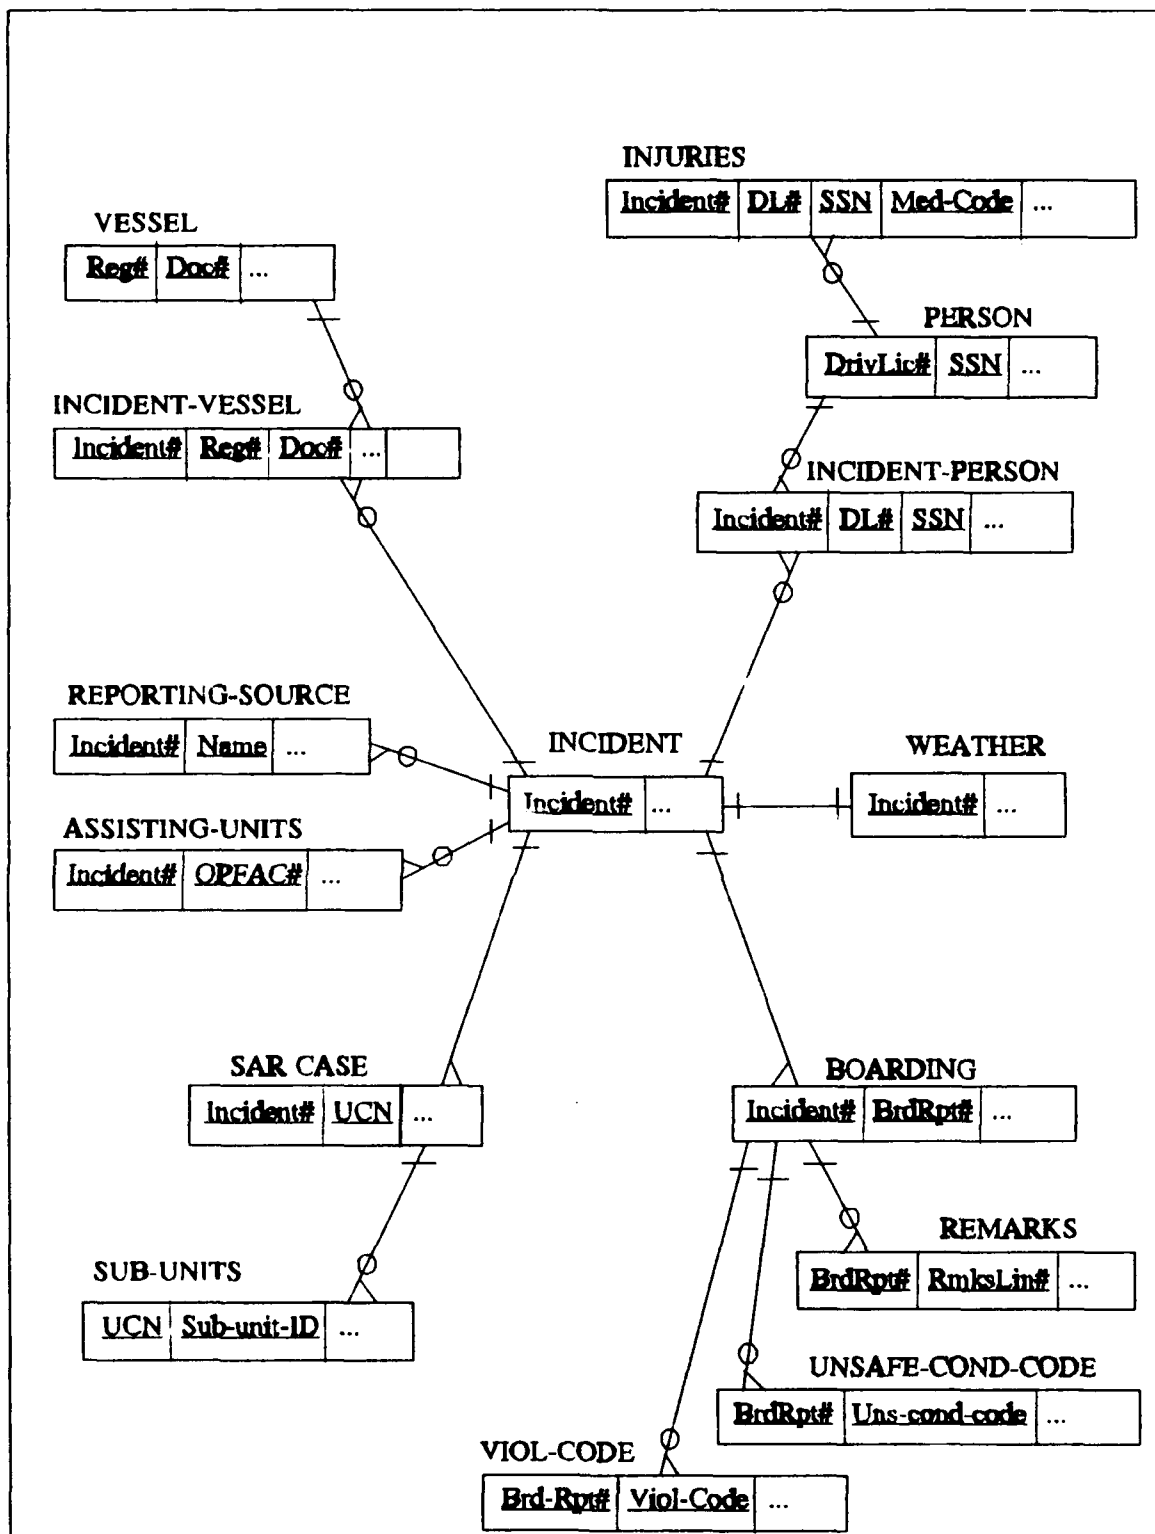 INJURIES
Incident# DL# SSN Med-Code ...
VESSEL
Reg# Doc# ...
PERSON
DrivLic# SSN ...
INCIDENT-VESSEL
Incident# Reg# Doc# ...
INCIDENT-PERSON
Incident# DL# SSN ...
REPORTING-SOURCE
Incident# Name ...
INCIDENT
Incident# ...
WEATHER
Incident# ...
ASSISTING-UNITS
Incident# OPFAC# ...
SAR CASE
Incident# UCN ...
BOARDING
Incident# BrdRpt# ...
REMARKS
BrdRpt# RmksLin# ...
SUB-UNITS
UCN Sub-unit-ID ...
UNSAFE-COND-CODE
BrdRpt# Uns-cond-code ...
VIOL-CODE
Brd-Rpt# Viol-Code ...